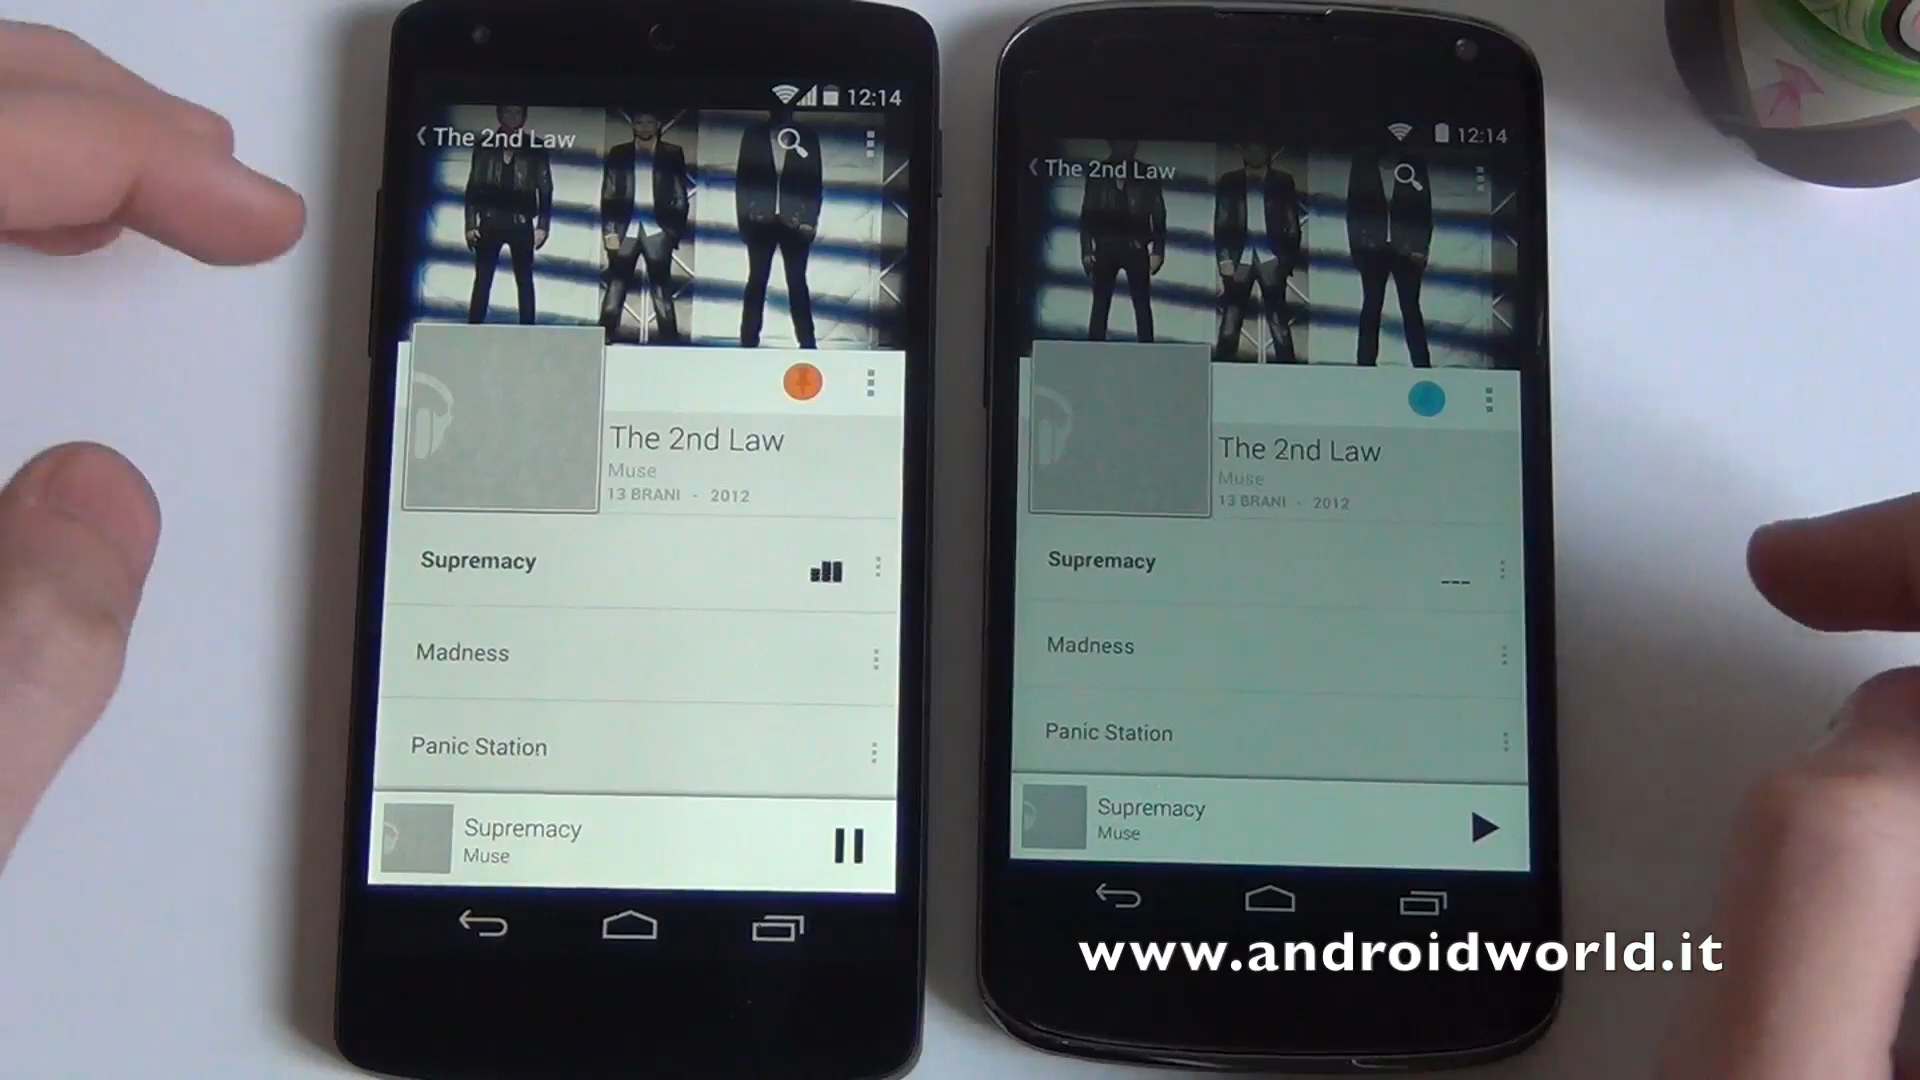 12:14
The 2nd Law
The 2nd Law
Muse
13 BRANI - 2012
Supremacy
Madness
Panic Station
Supremacy
Muse
12:14
The 2nd Law
The 2nd Law
Muse
13 BRANI - 2012
Supremacy
Madness
Panic Station
Supremacy
Muse
www.androidworld.it